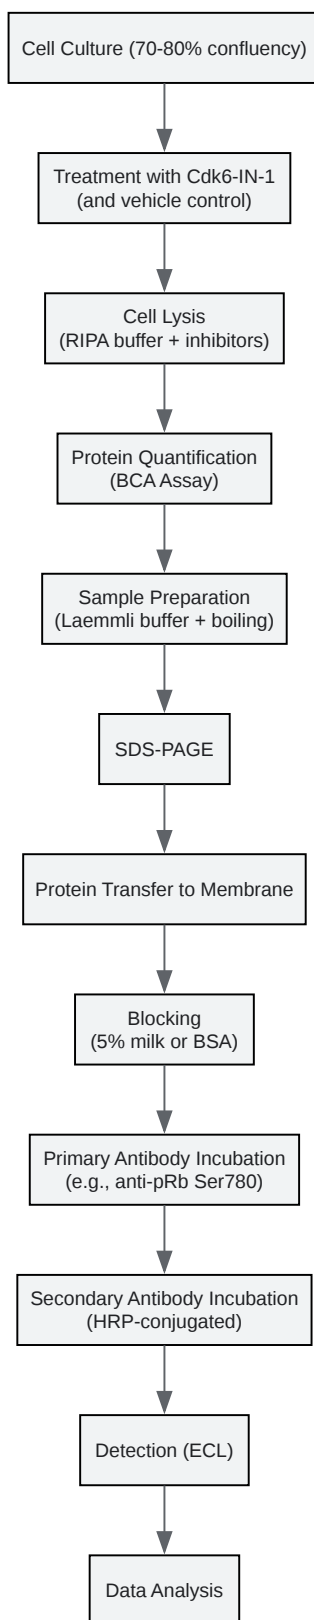 Cell Culture (70-80% confluency)
Treatment with Cdk6-IN-1
(and vehicle control)
Cell Lysis
(RIPA buffer + inhibitors)
Protein Quantification
(BCA Assay)
Sample Preparation
(Laemmli buffer + boiling)
SDS-PAGE
Protein Transfer to Membrane
Blocking
(5% milk or BSA)
Primary Antibody Incubation
(e.g., anti-pRb Ser780)
Secondary Antibody Incubation
(HRP-conjugated)
Detection (ECL)
Data Analysis